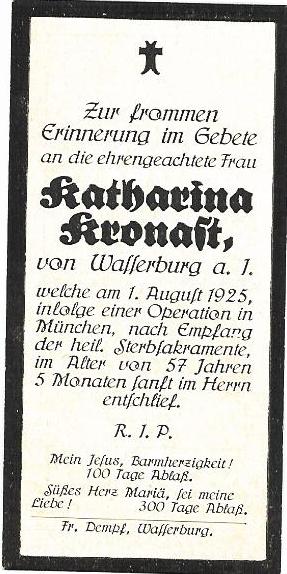 Zur frommen
Erinnerung im Gebete
an die ehrengeachtete Frau
Katharina
Kronast,
von Wasserburg a. I.
welche am 1. August 1925,
infolge einer Operation in
München, nach Empfang
der heil. Sterbsakramente,
im Alter von 57 Jahren
5 Monaten sanft im Herrn
entschlief.
R. I. P.
Mein Jesus, Barmherzigkeit!
100 Tage Ablaß.
Süßes Herz Mariä, sei meine
Liebe! 300 Tage Ablaß.
Fr. Dempf, Wasserburg.